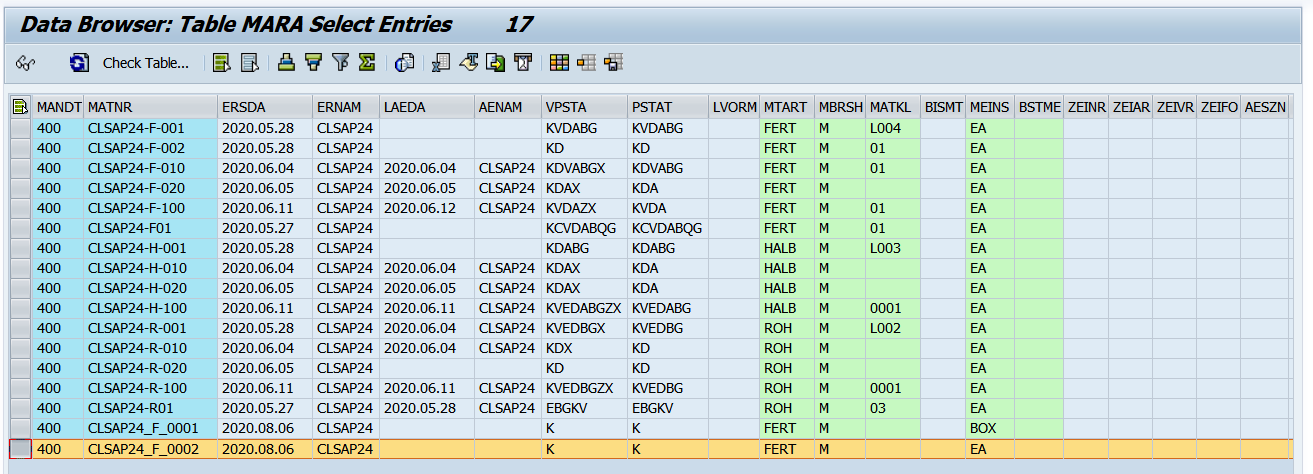 Data Browser: Table MARA Select Entries 17
Check Table...
MANDT MATNR ERSDA ERNAM LAEDA AENAM VPSTA PSTAT LVORM MTART MBRSH MATKL BISMT MEINS BSTME ZEINR ZEIAR ZEIVR ZEIFO AESZN
400 CLSAP24-F-001 2020.05.28 CLSAP24 KVDABG KVDABG FERT M L004 EA
400 CLSAP24-F-002 2020.05.28 CLSAP24 KD KD FERT M 01 EA
400 CLSAP24-F-010 2020.06.04 CLSAP24 2020.06.04 CLSAP24 KDVABGX KDVABG FERT M 01 EA
400 CLSAP24-F-020 2020.06.05 CLSAP24 2020.06.05 CLSAP24 KDAX KDA FERT M EA
400 CLSAP24-F-100 2020.06.11 CLSAP24 2020.06.12 CLSAP24 KVDAZX KVDA FERT M 01 EA
400 CLSAP24-F01 2020.05.27 CLSAP24 KCVDABQG KCVDABQG FERT M 01 EA
400 CLSAP24-H-001 2020.05.28 CLSAP24 KDABG KDABG HALB M L003 EA
400 CLSAP24-H-010 2020.06.04 CLSAP24 2020.06.04 CLSAP24 KDAX KDA HALB M EA
400 CLSAP24-H-020 2020.06.05 CLSAP24 2020.06.05 CLSAP24 KDAX KDA HALB M EA
400 CLSAP24-H-100 2020.06.11 CLSAP24 2020.06.11 CLSAP24 KVEDABGZX KVEDABG HALB M 0001 EA
400 CLSAP24-R-001 2020.05.28 CLSAP24 2020.06.04 CLSAP24 KVEDBGX KVEDBG ROH M L002 EA
400 CLSAP24-R-010 2020.06.04 CLSAP24 2020.06.04 CLSAP24 KDX KD ROH M EA
400 CLSAP24-R-020 2020.06.05 CLSAP24 KD KD ROH M EA
400 CLSAP24-R-100 2020.06.11 CLSAP24 2020.06.11 CLSAP24 KVEDBGZX KVEDBG ROH M 0001 EA
400 CLSAP24-R01 2020.05.27 CLSAP24 2020.05.28 CLSAP24 EBGKV EBGKV ROH M 03 EA
400 CLSAP24_F_0001 2020.08.06 CLSAP24 K K FERT M BOX
400 CLSAP24_F_0002 2020.08.06 CLSAP24 K K FERT M EA